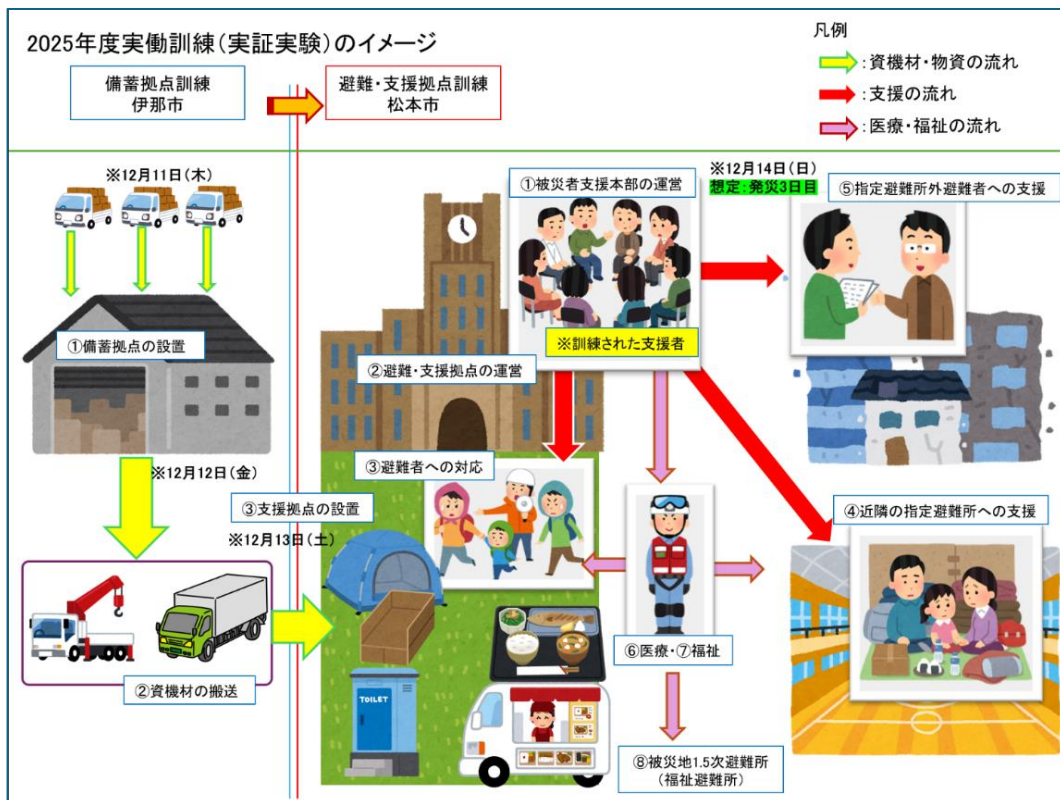 2025年度実働訓練(実証実験)のイメージ
備蓄拠点訓練
伊那市
避難・支援拠点訓練
松本市
凡例
:資機材・物資の流れ
:支援の流れ
:医療・福祉の流れ
※12月11日(木)
①備蓄拠点の設置
※12月12日(金)
②資機材の搬送
①被災者支援本部の運営
※訓練された支援者
②避難・支援拠点の運営
③避難者への対応
③支援拠点の設置
※12月13日(土)
TOILET
※12月14日(日)
想定:発災3日目
⑤指定避難所外避難者への支援
④近隣の指定避難所への支援
⑥医療・⑦福祉
⑧被災地1.5次避難所
(福祉避難所)